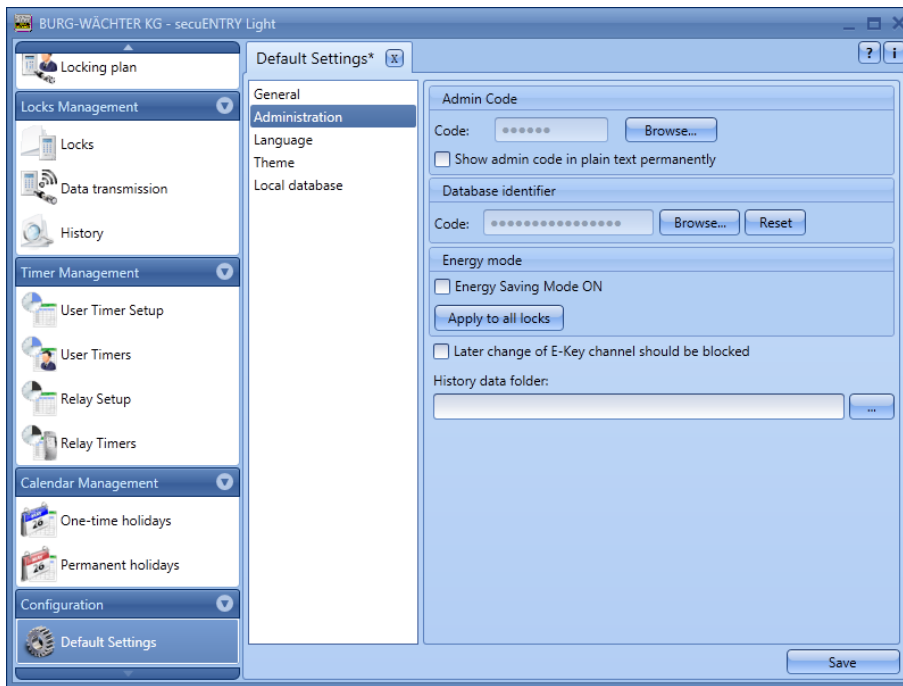 BURG-WÄCHTER KG - secuENTRY Light
Locking plan
Locks Management
Locks
Data transmission
History
Timer Management
User Timer Setup
User Timers
Relay Setup
Relay Timers
Calendar Management
One-time holidays
Permanent holidays
Configuration
Default Settings
Default Settings* X
? i
General
Administration
Language
Theme
Local database
Admin Code
Code: •••••• Browse...
Show admin code in plain text permanently
Database identifier
Code: •••••••••••••••• Browse... Reset
Energy mode
Energy Saving Mode ON
Apply to all locks
Later change of E-Key channel should be blocked
History data folder:
...
Save